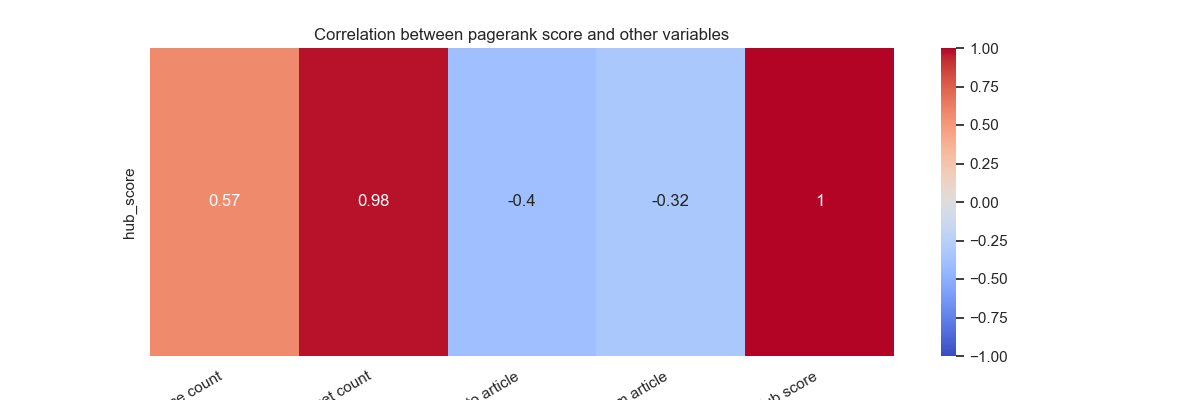 Correlation between pagerank score and other variables
hub_score
0.57 0.98 -0.4 -0.32 1
count
count
article
article
score
1.00
0.75
0.50
0.25
0.00
−0.25
−0.50
−0.75
−1.00